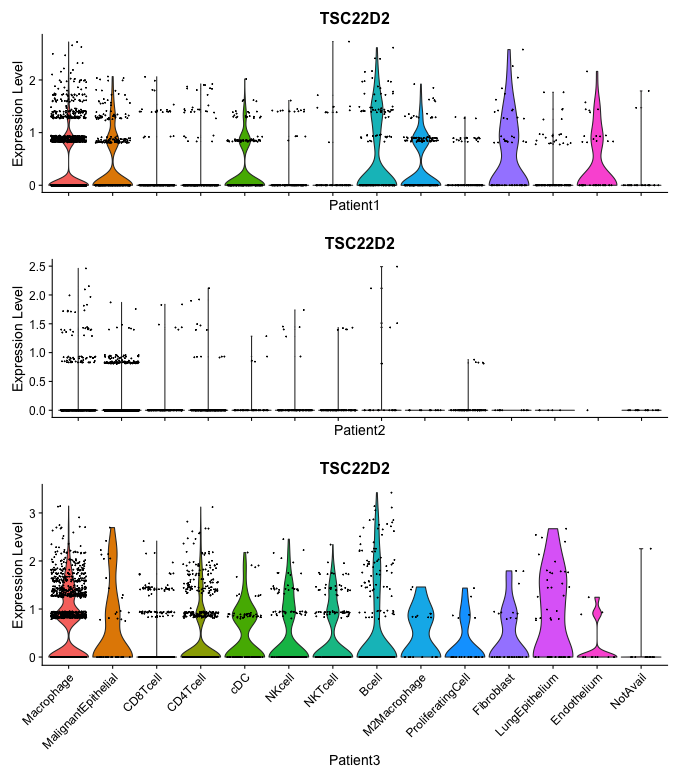 TSC22D2
Expression Level
2
1
0
Patient1
TSC22D2
Expression Level
2.5
2.0
1.5
1.0
0.5
0.0
Patient2
TSC22D2
Expression Level
3
2
1
0
Macrophage
MalignantEpithelial
CD8Tcell
CD4Tcell
cDC
NKcell
NKTcell
Bcell
M2Macrophage
ProliferatingCell
Fibroblast
LungEpithelium
Endothelium
NotAvail
Patient3